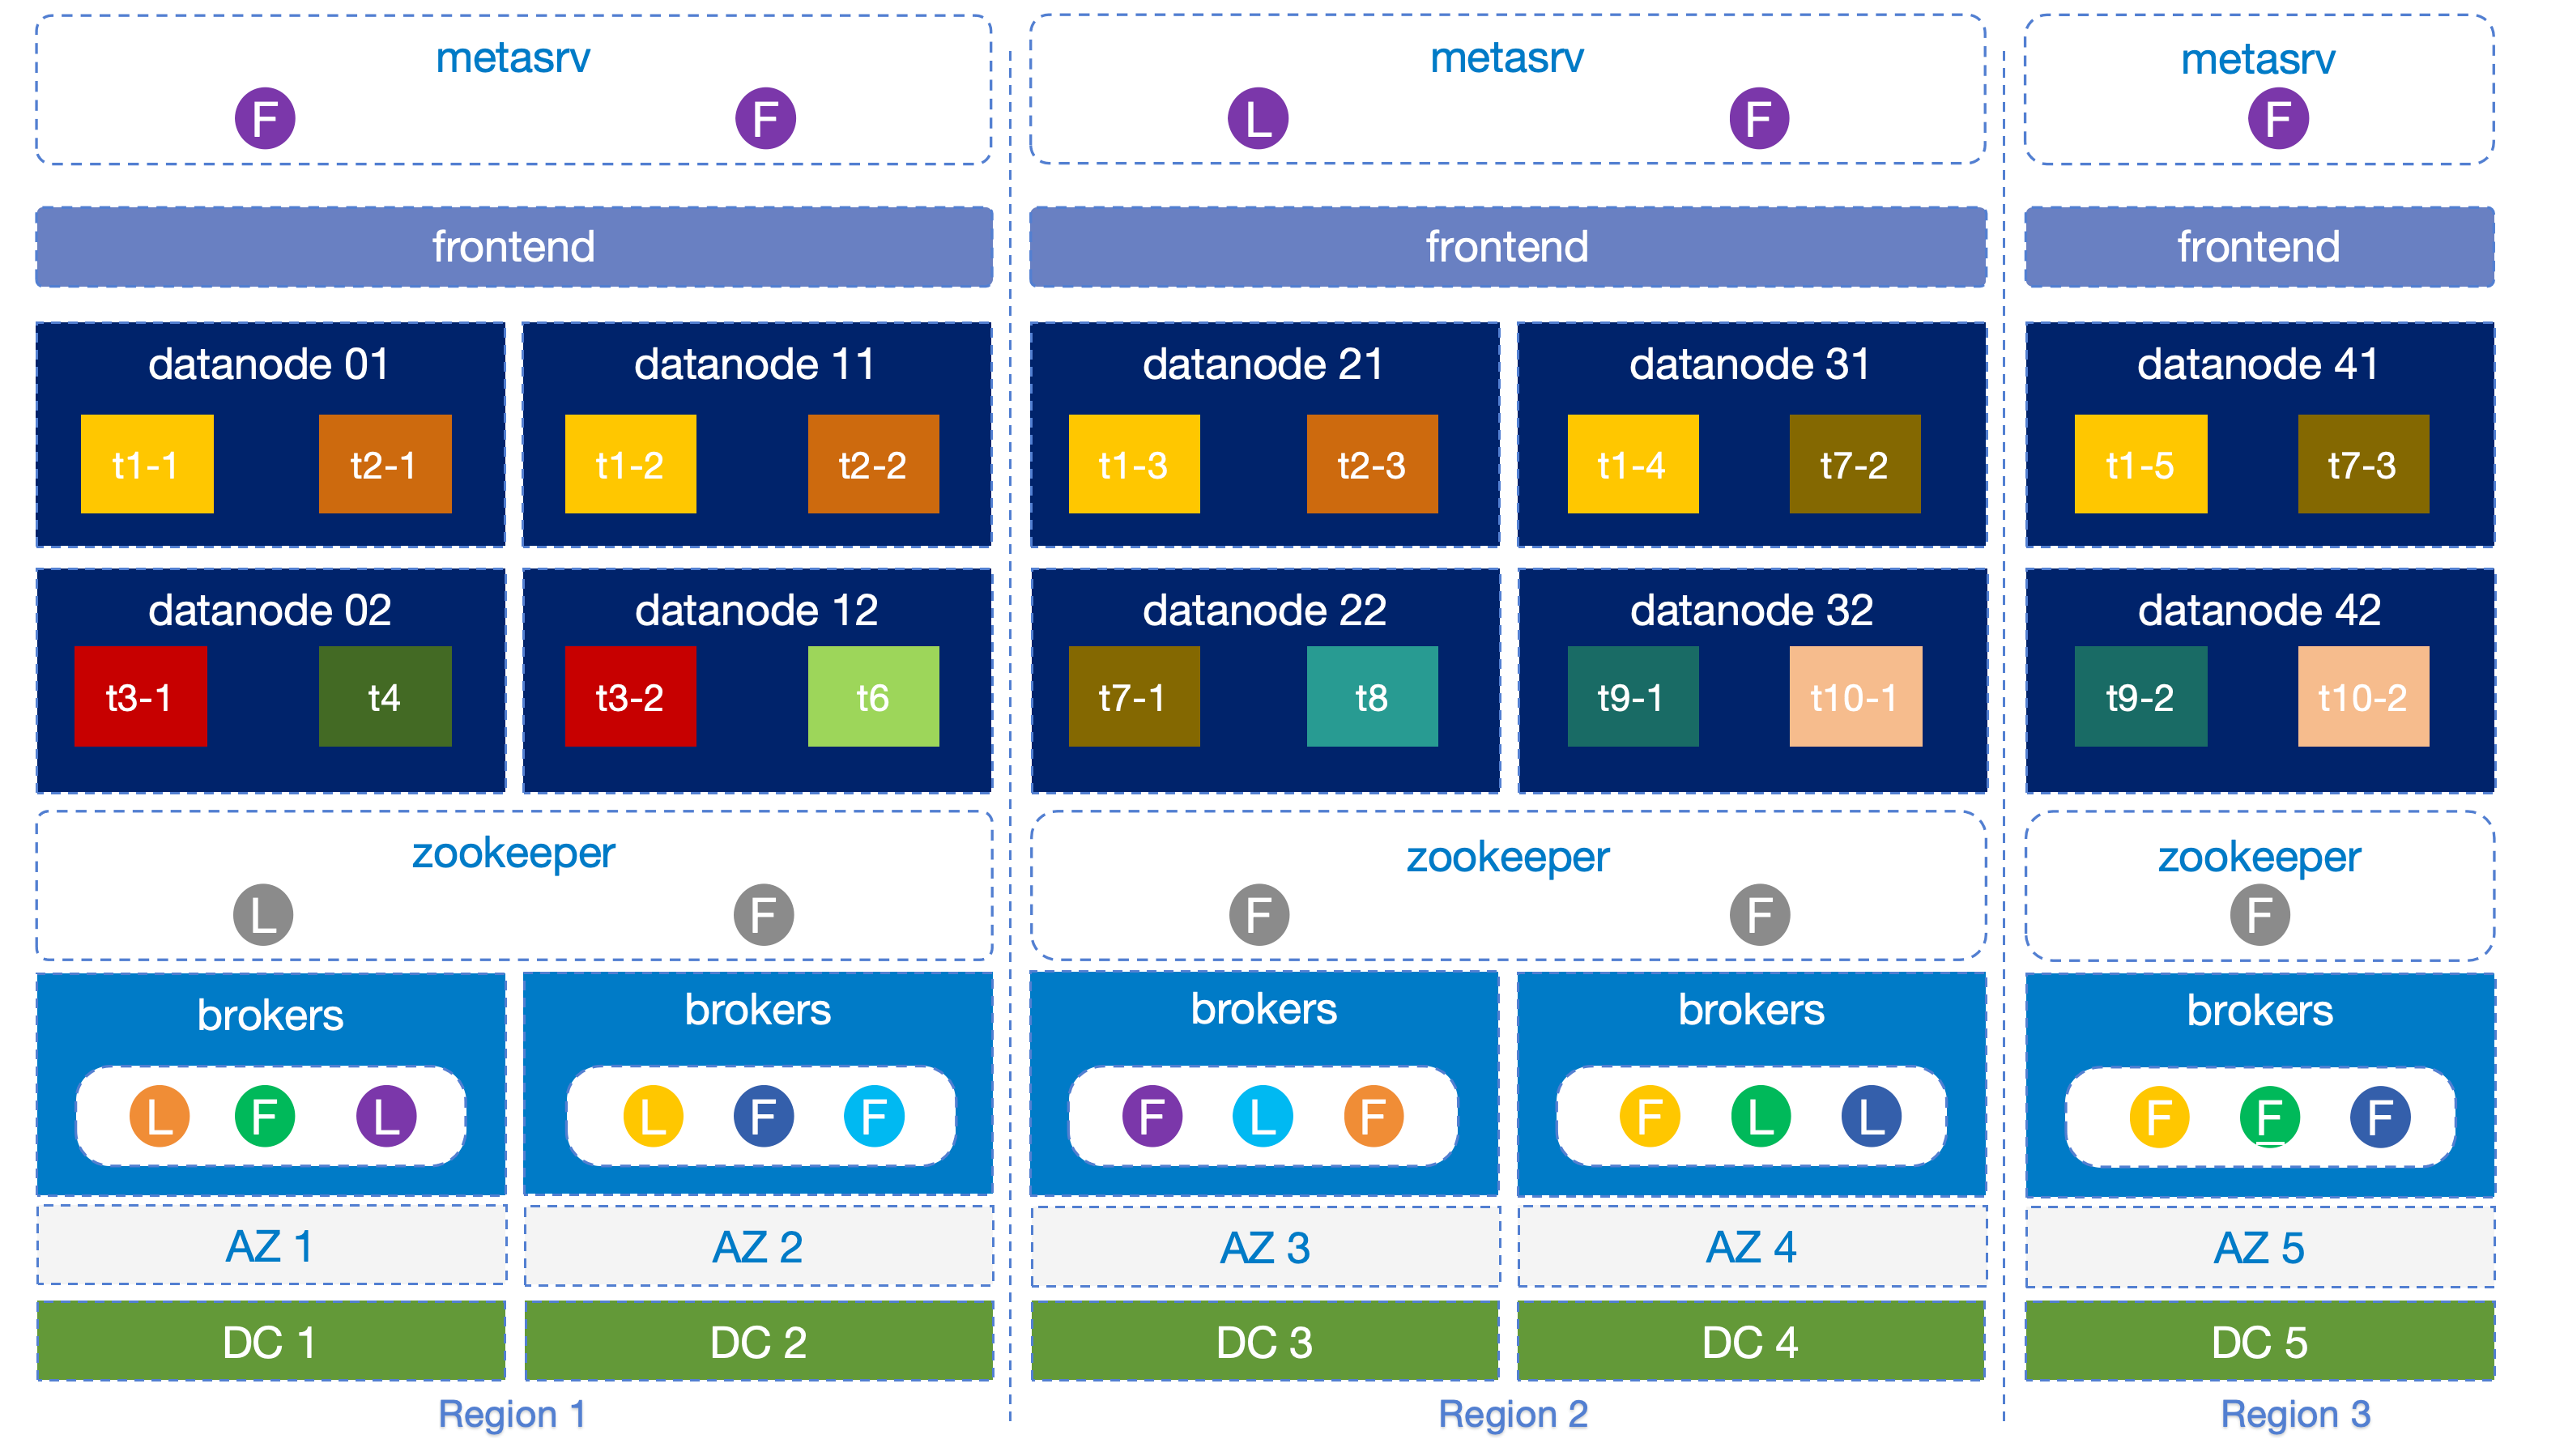 metasrv
F F
metasrv
L F
metasrv
F
frontend
frontend
frontend
datanode 01
t1-1 t2-1
datanode 11
t1-2 t2-2
datanode 21
t1-3 t2-3
datanode 31
t1-4 t7-2
datanode 41
t1-5 t7-3
datanode 02
t3-1 t4
datanode 12
t3-2 t6
datanode 22
t7-1 t8
datanode 32
t9-1 t10-1
datanode 42
t9-2 t10-2
zookeeper
L F
zookeeper
F F
zookeeper
F
brokers
L F L
brokers
L F F
brokers
F L F
brokers
F L L
brokers
F F F
AZ 1
AZ 2
AZ 3
AZ 4
AZ 5
DC 1
DC 2
DC 3
DC 4
DC 5
Region 1
Region 2
Region 3